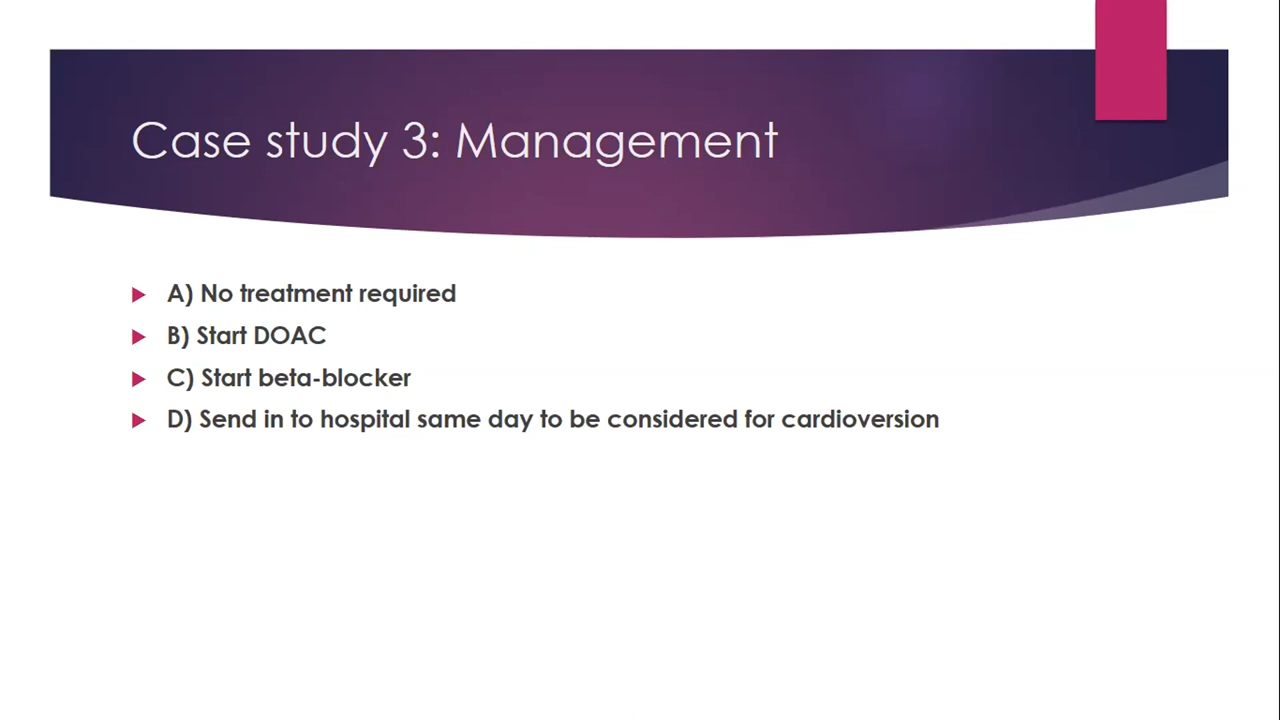 Case study 3: Management
A) No treatment required
B) Start DOAC
C) Start beta-blocker
D) Send in to hospital same day to be considered for cardioversion